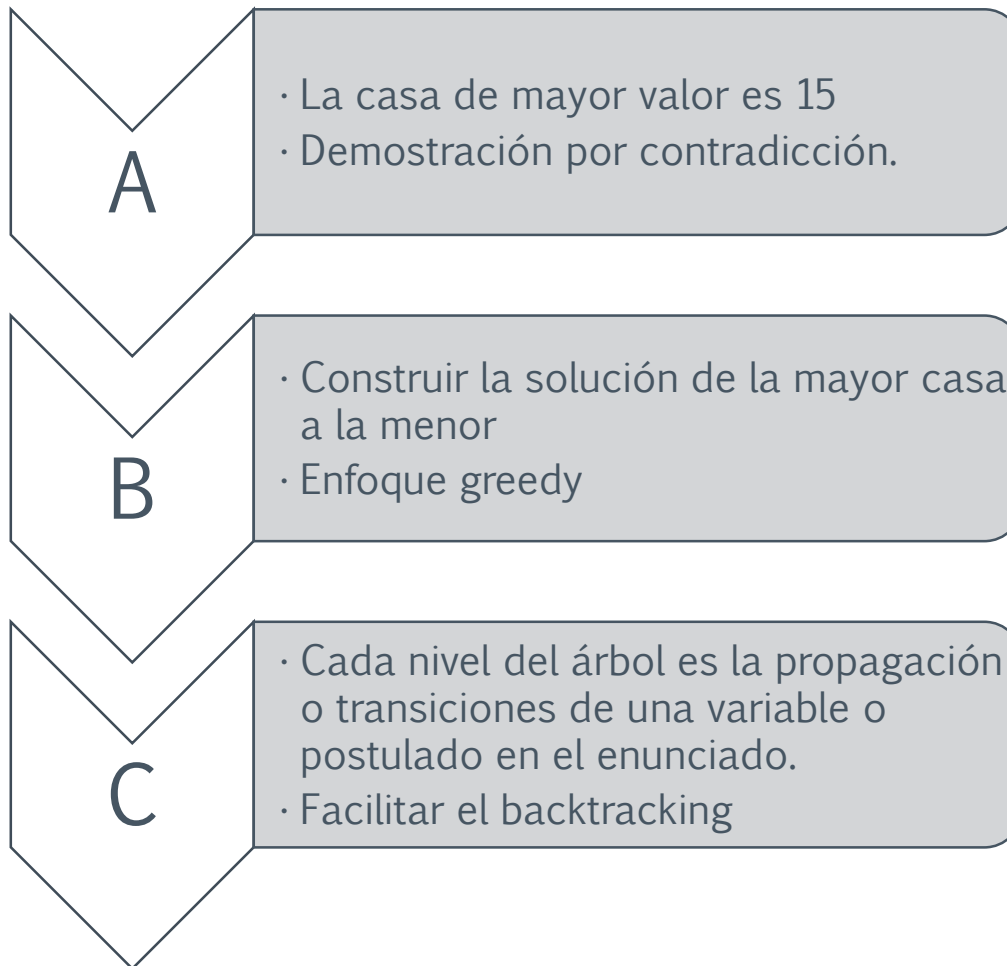 A
· La casa de mayor valor es 15
· Demostración por contradicción.
B
· Construir la solución de la mayor casa
a la menor
· Enfoque greedy
C
· Cada nivel del árbol es la propagación
o transiciones de una variable o
postulado en el enunciado.
· Facilitar el backtracking